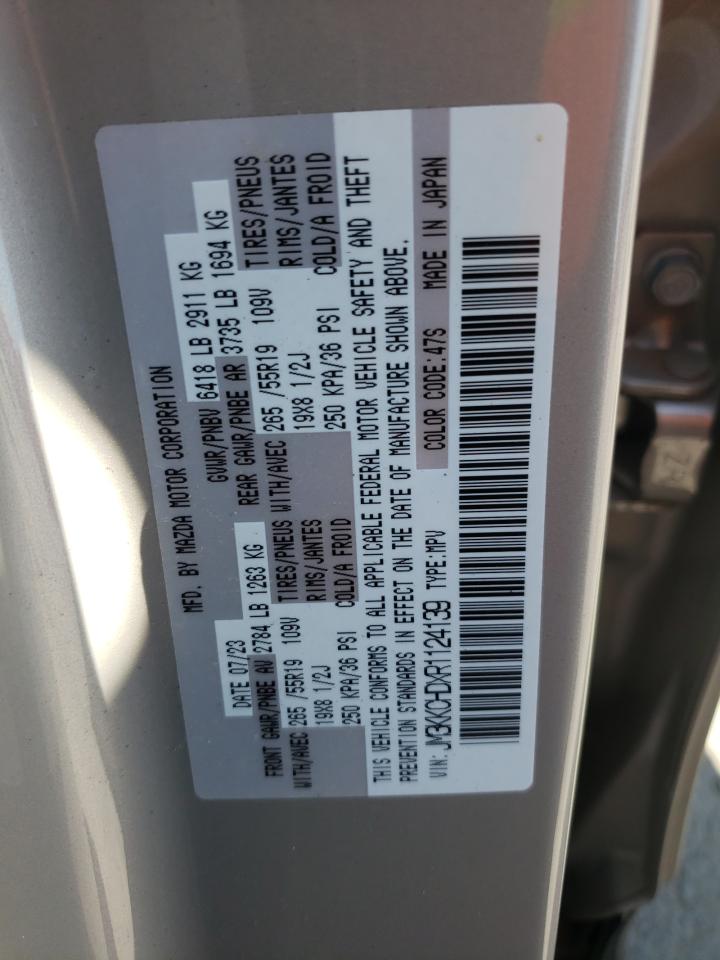 MFD. BY MAZDA MOTOR CORPORATION
DATE 07/23 GVWR/PNBV 6418 LB 2911 KG
FRONT GAWR/PNBE AV 2784 LB 1263 KG REAR GAWR/PNBE AR 3735 LB 1694 KG
WITH/AVEC 265 /55R19 109V TIRES/PNEUS WITH/AVEC 265 /55R19 109V TIRES/PNEUS
19X8 1/2J RIMS/JANTES 19X8 1/2J RIMS/JANTES
250 KPA/36 PSI COLD/A FROID 250 KPA/36 PSI COLD/A FROID
THIS VEHICLE CONFORMS TO ALL APPLICABLE FEDERAL MOTOR VEHICLE SAFETY AND THEFT
PREVENTION STANDARDS IN EFFECT ON THE DATE OF MANUFACTURE SHOWN ABOVE.
VIN: JM3KKCHDXR1124139 TYPE:MPV COLOR CODE:47S MADE IN JAPAN